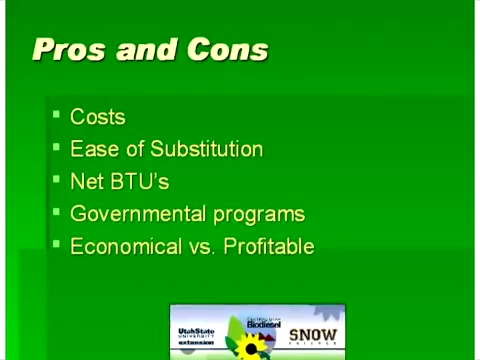 Pros and Cons
Costs
Ease of Substitution
Net BTU's
Governmental programs
Economical vs. Profitable
UtahState
UNIVERSITY
extension
Biodiesel
SNOW
COLLEGE